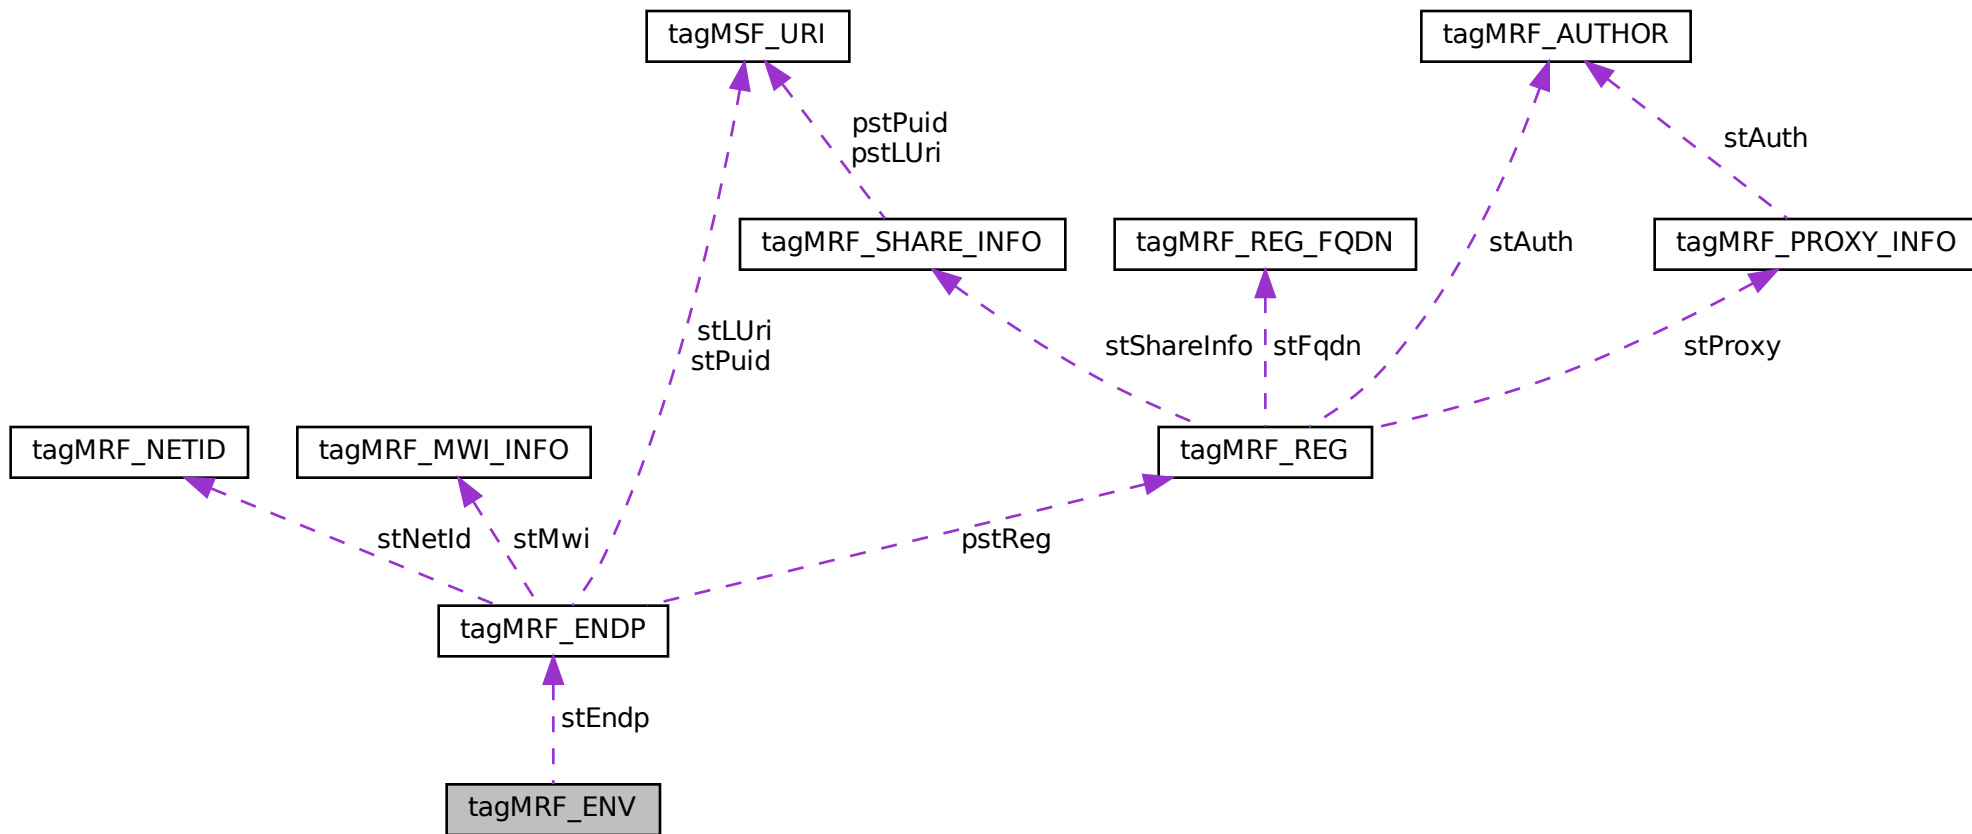 tagMSF_URI
tagMRF_AUTHOR
pstPuid
pstLUri
stAuth
tagMRF_SHARE_INFO
tagMRF_REG_FQDN
stAuth
tagMRF_PROXY_INFO
stLUri
stPuid
stShareInfo
stFqdn
stProxy
tagMRF_NETID
tagMRF_MWI_INFO
tagMRF_REG
stNetId
stMwi
pstReg
tagMRF_ENDP
stEndp
tagMRF_ENV